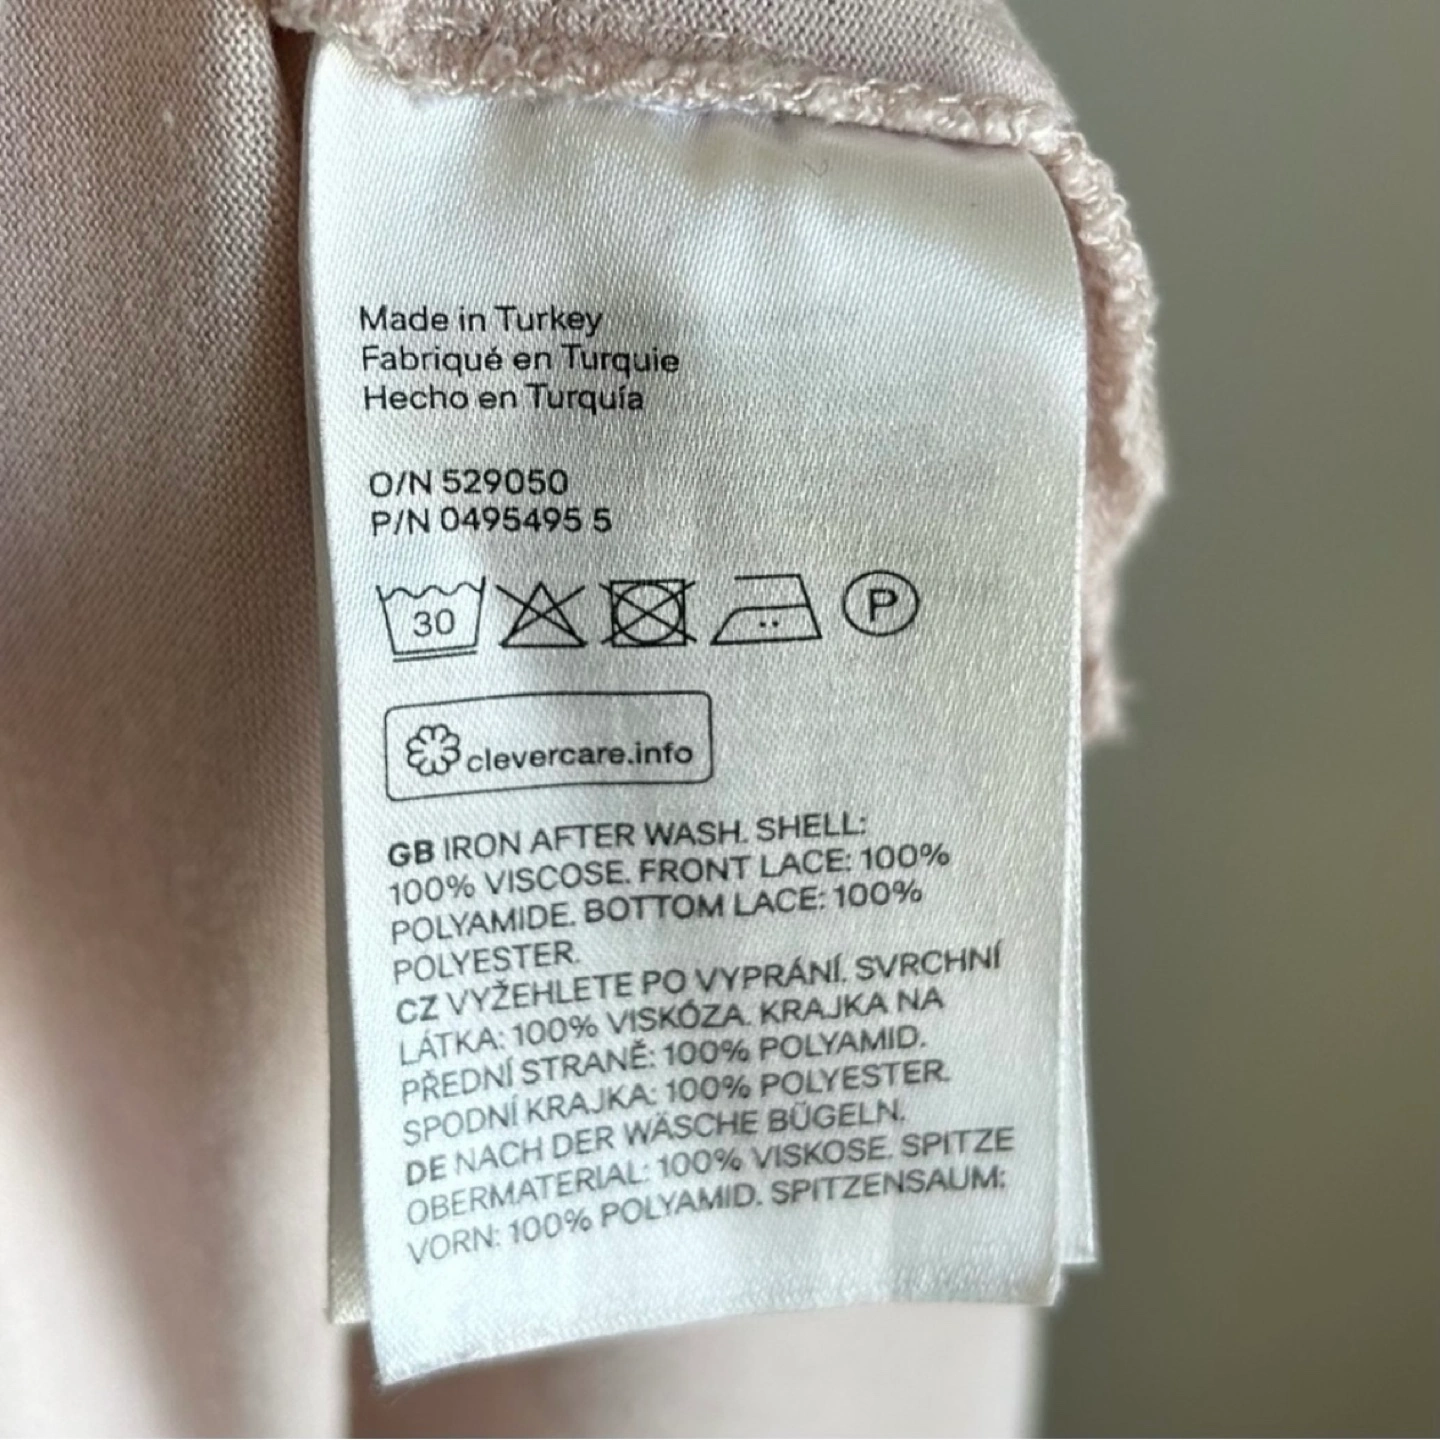 Made in Turkey
Fabriqué en Turquie
Hecho en Turquía
O/N 529050
P/N 0495495 5
30 P
clevercare.info
GB IRON AFTER WASH. SHELL:
100% VISCOSE. FRONT LACE: 100%
POLYAMIDE. BOTTOM LACE: 100%
POLYESTER.
CZ VYŽEHLETE PO VYPRÁNÍ. SVRCHNÍ
LÁTKA: 100% VISKÓZA. KRAJKA NA
PŘEDNÍ STRANĚ: 100% POLYAMID.
SPODNÍ KRAJKA: 100% POLYESTER.
DE NACH DER WÄSCHE BÜGELN.
OBERMATERIAL: 100% VISKOSE. SPITZE
VORN: 100% POLYAMID. SPITZENSAUM: